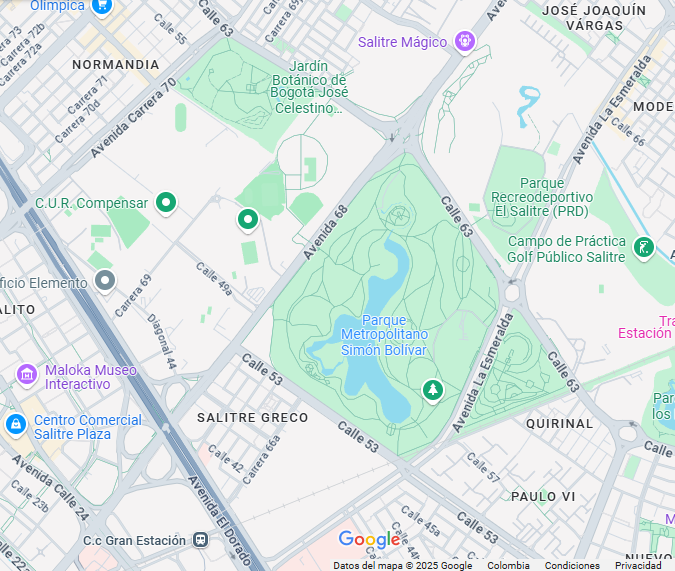 Olimpica
Salitre Mágico
JOSÉ JOAQUÍN
VÁRGAS
Calle 63
Carrera 69j
Calle 55
Carrera 73
Carrera 72b
Carrera 72a
NORMANDIA
Jardín
Botánico de
Bogotá José
Celestino...
Avenida La Esmeralda
MODE
Calle 66
Carrera 71
Carrera 70d
Avenida Carrera 70
Parque
Recreodeportivo
El Salitre (PRD)
C.U.R. Compensar
Avenida 68
Calle 63
Campo de Práctica
Golf Público Salitre
ficio Elemento
Carrera 69
Calle 49a
ALITO
Diagonal 44
Parque
Metropolitano
Simón Bolívar
Tra
Estación
Avenida La Esmeralda
Calle 63
Maloka Museo
Interactivo
Calle 53
Par
los
Centro Comercial
Salitre Plaza
SALITRE GRECO
Calle 53
QUIRINAL
Calle
Avenida Calle 24
Calle 23b
Calle 42
Carrera 66a
Calle 57
PAULO VI
Avenida El Dorado
Calle 53
Calle 45a
Calle 44
M
C.c Gran Estación
Google
Calle 22
NUEVO
Datos del mapa © 2025 Google
Colombia
Condiciones
Privacidad